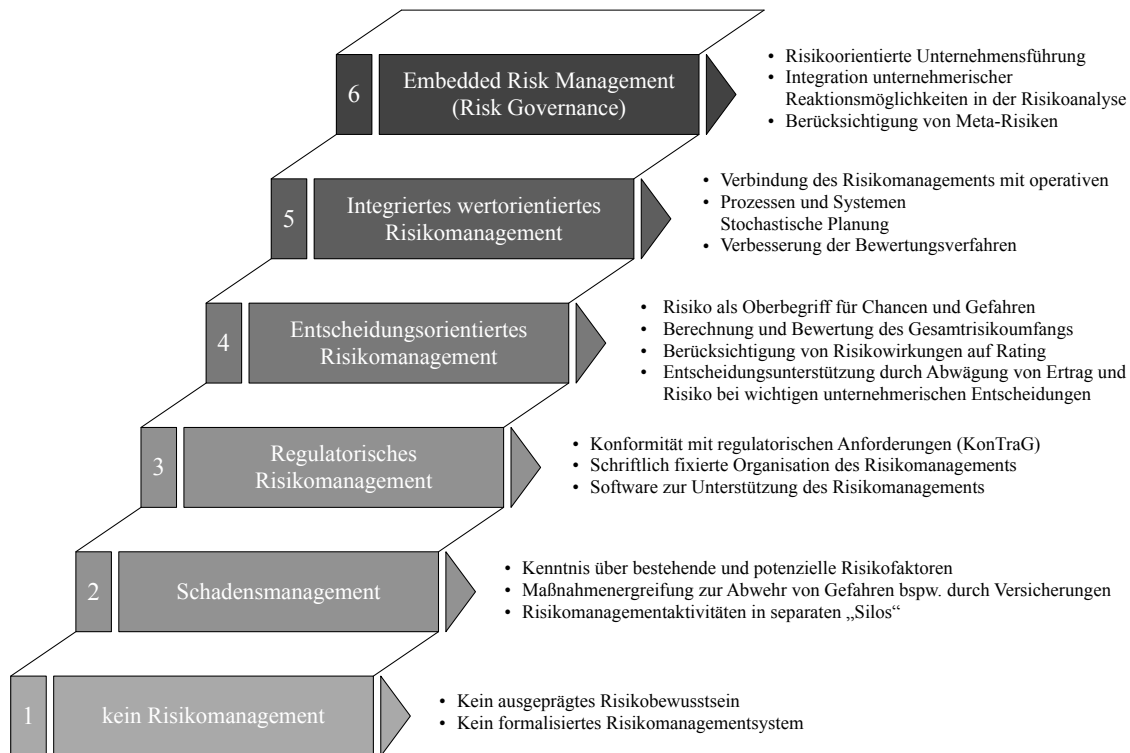 6
Embedded Risk Management
(Risk Governance)
• Risikoorientierte Unternehmensführung
• Integration unternehmerischer
Reaktionsmöglichkeiten in der Risikoanalyse
• Berücksichtigung von Meta-Risiken
5
Integriertes wertorientiertes
Risikomanagement
• Verbindung des Risikomanagements mit operativen
• Prozessen und Systemen
Stochastische Planung
• Verbesserung der Bewertungsverfahren
4
Entscheidungsorientiertes
Risikomanagement
• Risiko als Oberbegriff für Chancen und Gefahren
• Berechnung und Bewertung des Gesamtrisikoumfangs
• Berücksichtigung von Risikowirkungen auf Rating
• Entscheidungsunterstützung durch Abwägung von Ertrag und
Risiko bei wichtigen unternehmerischen Entscheidungen
3
Regulatorisches
Risikomanagement
• Konformität mit regulatorischen Anforderungen (KonTraG)
• Schriftlich fixierte Organisation des Risikomanagements
• Software zur Unterstützung des Risikomanagements
2
Schadensmanagement
• Kenntnis über bestehende und potenzielle Risikofaktoren
• Maßnahmenergreifung zur Abwehr von Gefahren bspw. durch Versicherungen
• Risikomanagementaktivitäten in separaten „Silos“
1
kein Risikomanagement
• Kein ausgeprägtes Risikobewusstsein
• Kein formalisiertes Risikomanagementsystem